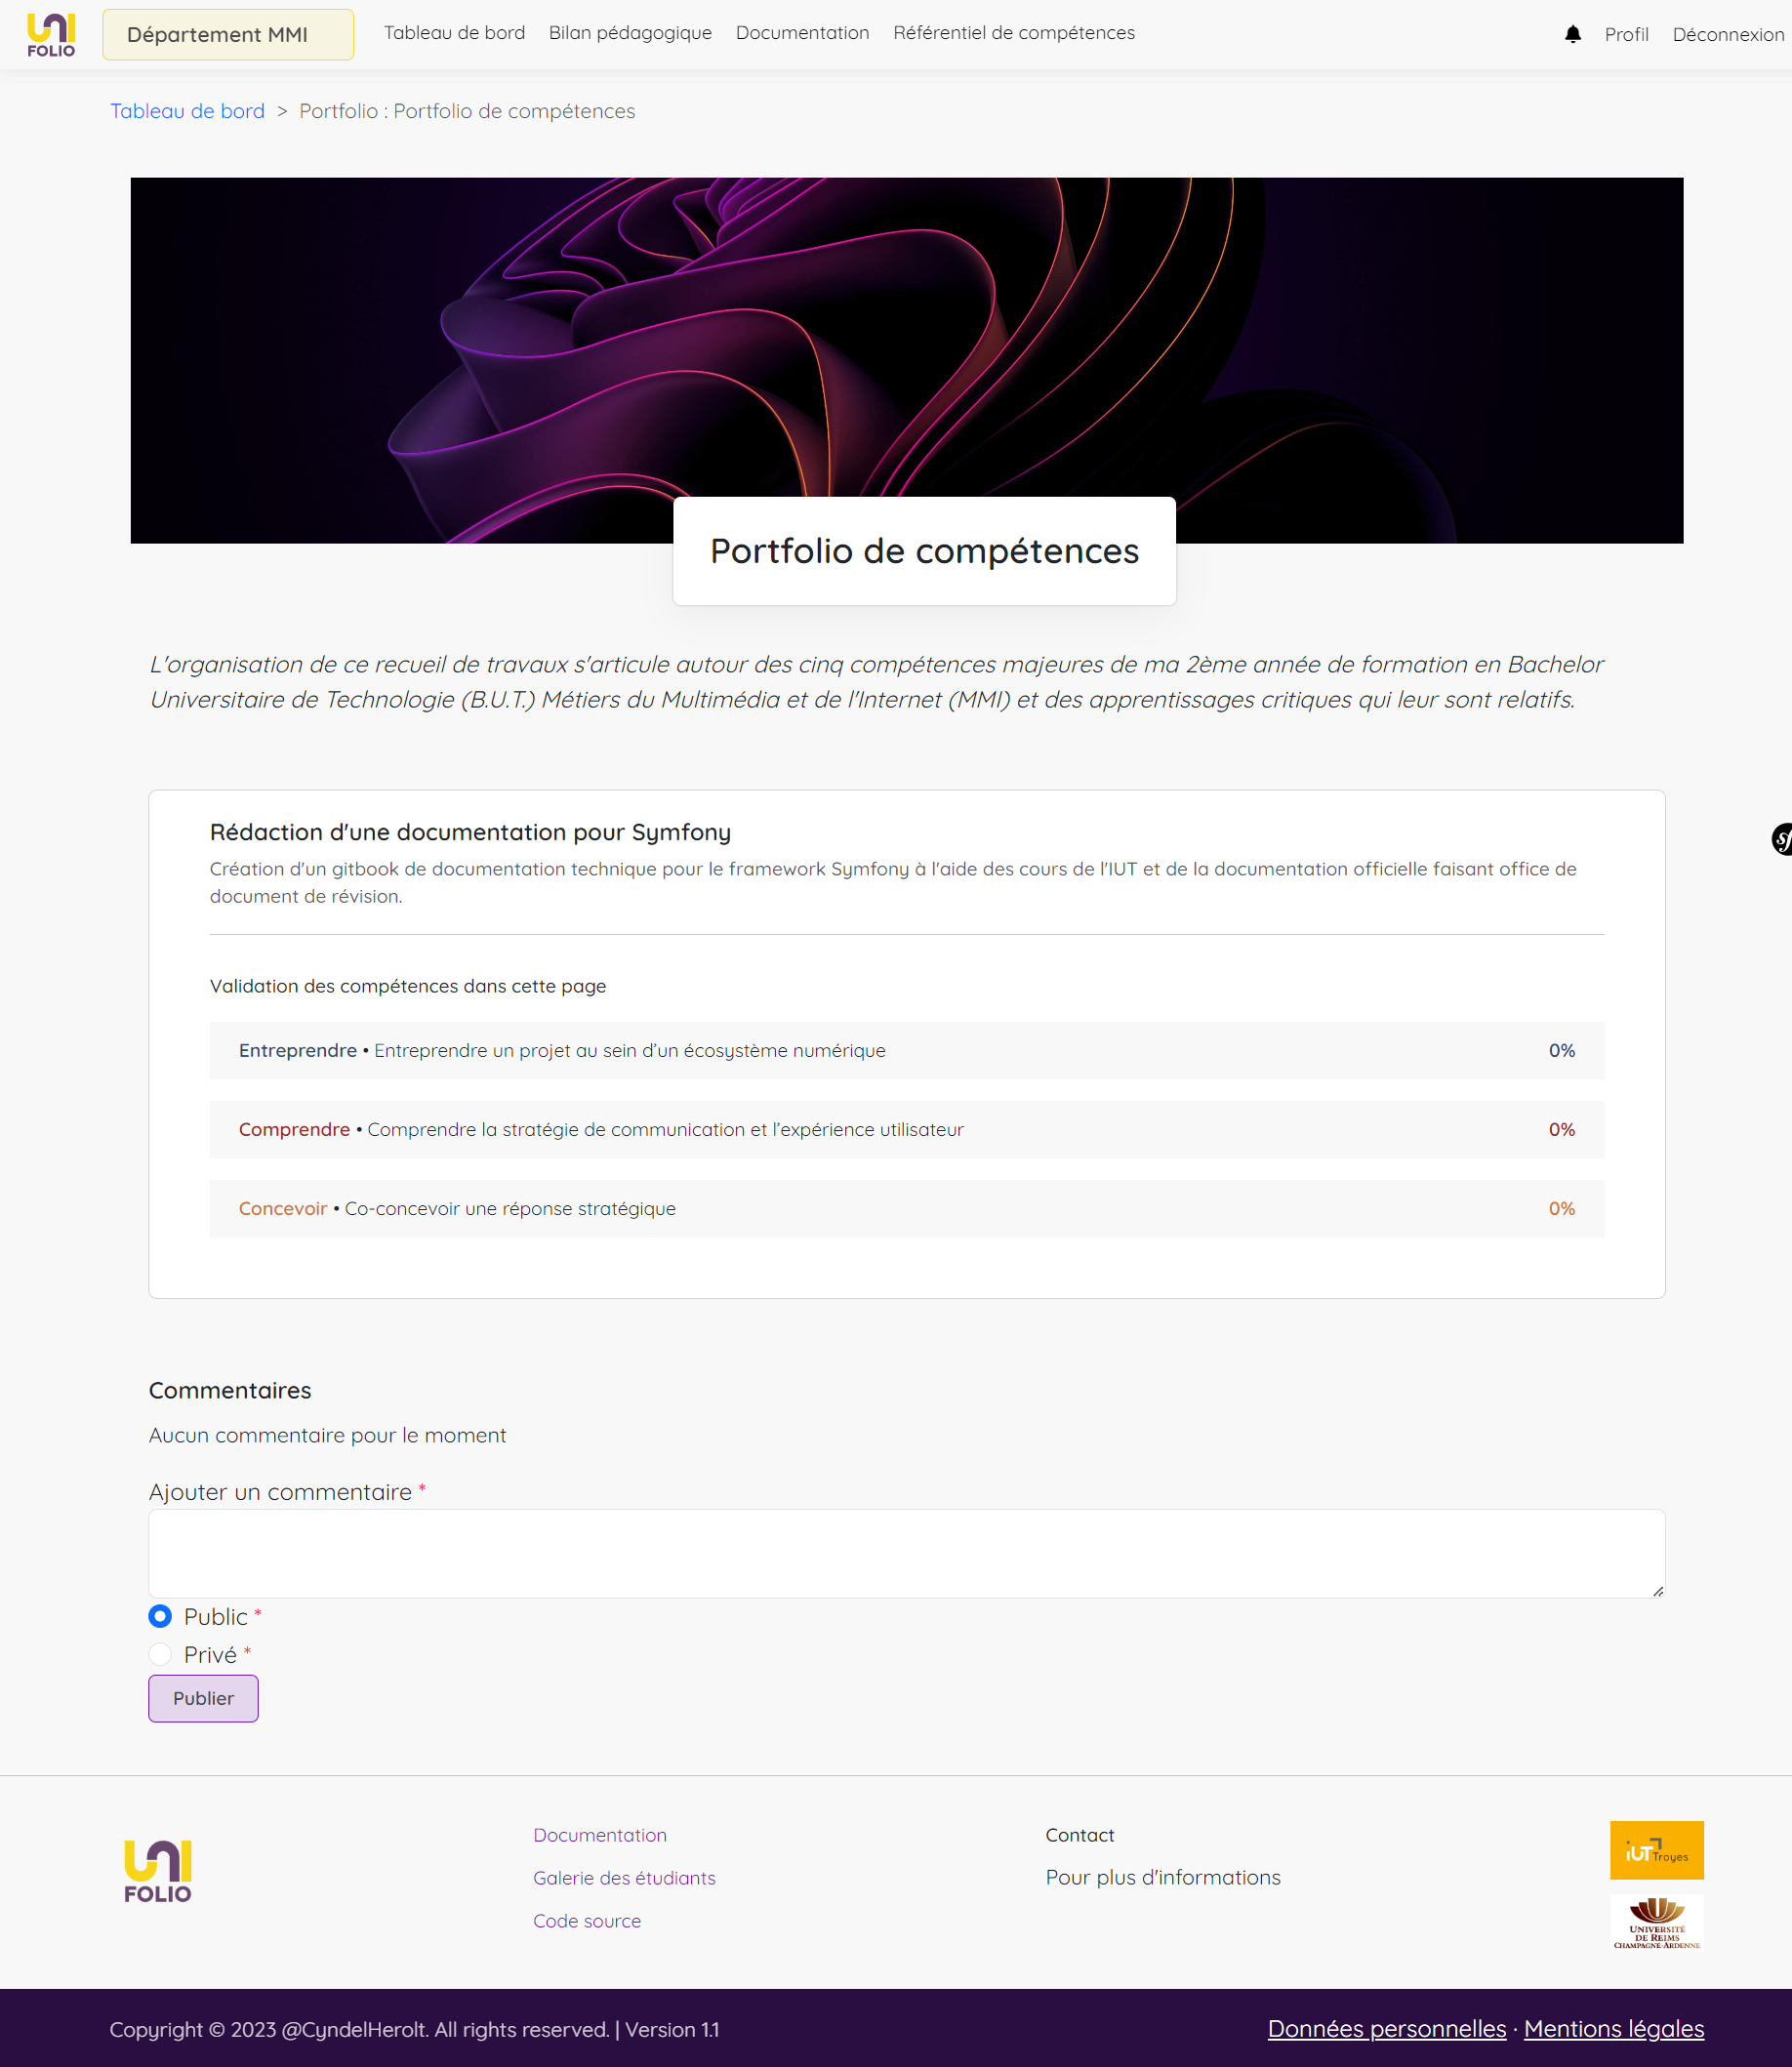 UNI
FOLIO
Département MMI
Tableau de bord
Bilan pédagogique
Documentation
Référentiel de compétences
Profil
Déconnexion
Tableau de bord > Portfolio : Portfolio de compétences
Portfolio de compétences
L'organisation de ce recueil de travaux s'articule autour des cinq compétences majeures de ma 2ème année de formation en Bachelor
Universitaire de Technologie (B.U.T.) Métiers du Multimédia et de l'Internet (MMI) et des apprentissages critiques qui leur sont relatifs.
Rédaction d'une documentation pour Symfony
Création d'un gitbook de documentation technique pour le framework Symfony à l'aide des cours de l'IUT et de la documentation officielle faisant office de
document de révision.
Validation des compétences dans cette page
Entreprendre • Entreprendre un projet au sein d’un écosystème numérique 0%
Comprendre • Comprendre la stratégie de communication et l’expérience utilisateur 0%
Concevoir • Co-concevoir une réponse stratégique 0%
sf
Commentaires
Aucun commentaire pour le moment
Ajouter un commentaire *
Public *
Privé *
Publier
UNI
FOLIO
Documentation
Galerie des étudiants
Code source
Contact
Pour plus d'informations
iUT Troyes
UNIVERSITÉ
DE REIMS
CHAMPAGNE-ARDENNE
Copyright © 2023 @CyndelHerolt. All rights reserved. | Version 1.1
Données personnelles · Mentions légales